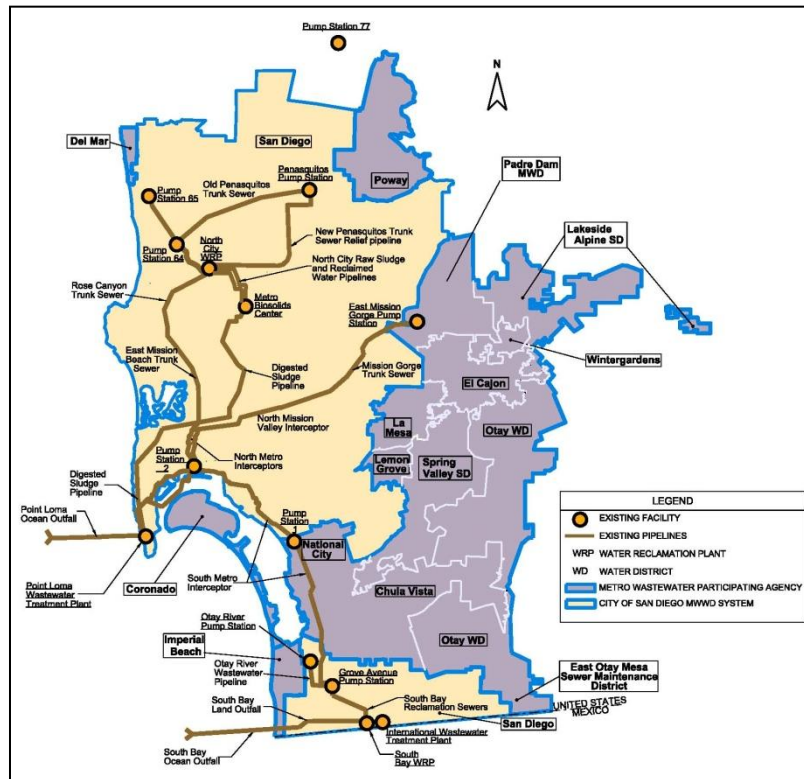 Pump Station 77
N
Del Mar
San Diego
Poway
Padre Dam
MWD
Lakeside
Alpine SD
Penasquitos
Pump Station
Old Penasquitos
Trunk Sewer
Pump
Station 65
Pump
Station 64
North
City
WRP
New Penasquitos Trunk
Sewer Relief pipeline
North City Raw Sludge
and Reclaimed
Water Pipelines
Rose Canyon
Trunk Sewer
Metro
Biosolids
Center
East Mission
Gorge Pump
Station
Wintergardens
East Mission
Beach Trunk
Sewer
Digested
Sludge
Pipeline
Mission Gorge
Trunk Sewer
El Cajon
North Mission
Valley Interceptor
La
Mesa
Otay WD
Lemon
Grove
Spring
Valley SD
Pump
Station
2
North Metro
Interceptors
Digested
Sludge
Pipeline
Point Loma
Ocean Outfall
Pump
Station
1
National
City
Point Loma
Wastewater
Treatment Plant
Coronado
South Metro
Interceptor
Chula Vista
Otay River
Pump Station
Imperial
Beach
Otay WD
Grove Avenue
Pump Station
Otay River
Wastewater
Pipeline
East Otay Mesa
Sewer Maintenance
District
South Bay
Land Outfall
South Bay
Reclamation Sewers
San Diego
UNITED STATES
MEXICO
International Wastewater
Treatment Plant
South Bay
Ocean Outfall
South
Bay WRP
LEGEND
EXISTING FACILITY
EXISTING PIPELINES
WRP WATER RECLAMATION PLANT
WD WATER DISTRICT
METRO WASTEWATER PARTICIPATING AGENCY
CITY OF SAN DIEGO MWWD SYSTEM